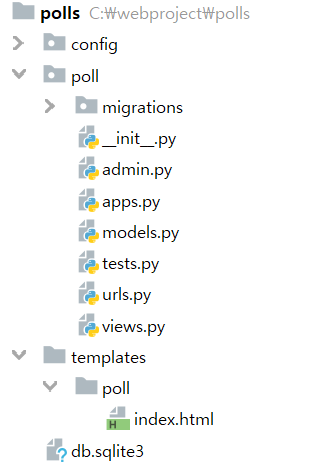 polls C:₩webproject₩polls
config
poll
migrations
__init__.py
admin.py
apps.py
models.py
tests.py
urls.py
views.py
templates
poll
H index.html
? db.sqlite3